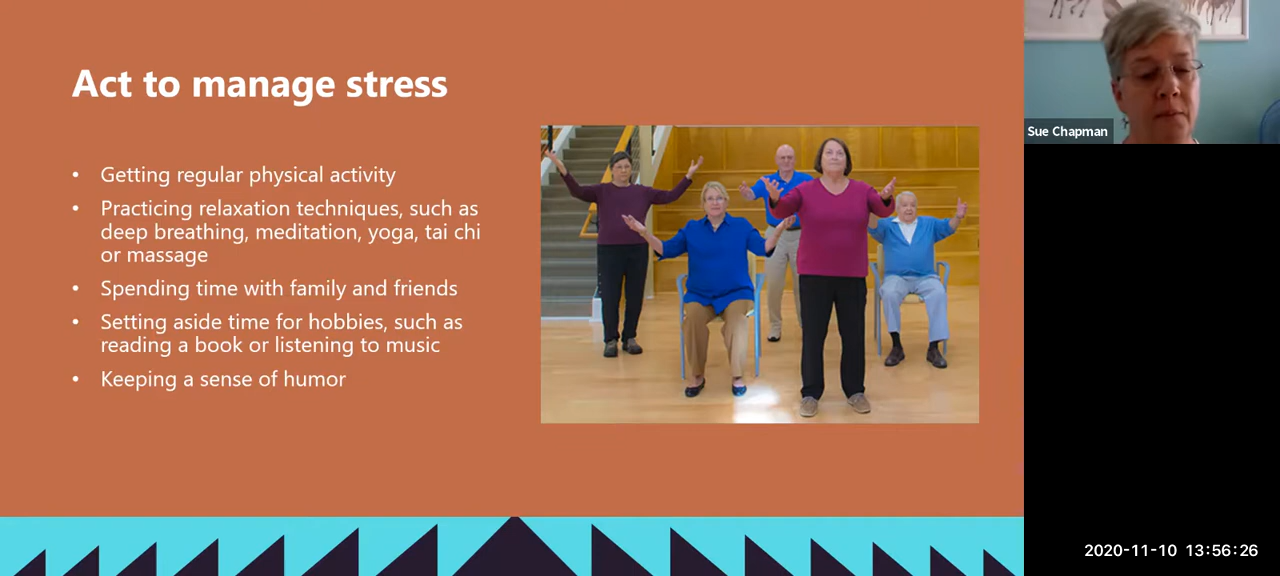 Act to manage stress
• Getting regular physical activity
• Practicing relaxation techniques, such as
deep breathing, meditation, yoga, tai chi
or massage
• Spending time with family and friends
• Setting aside time for hobbies, such as
reading a book or listening to music
• Keeping a sense of humor
Sue Chapman
2020-11-10 13:56:26